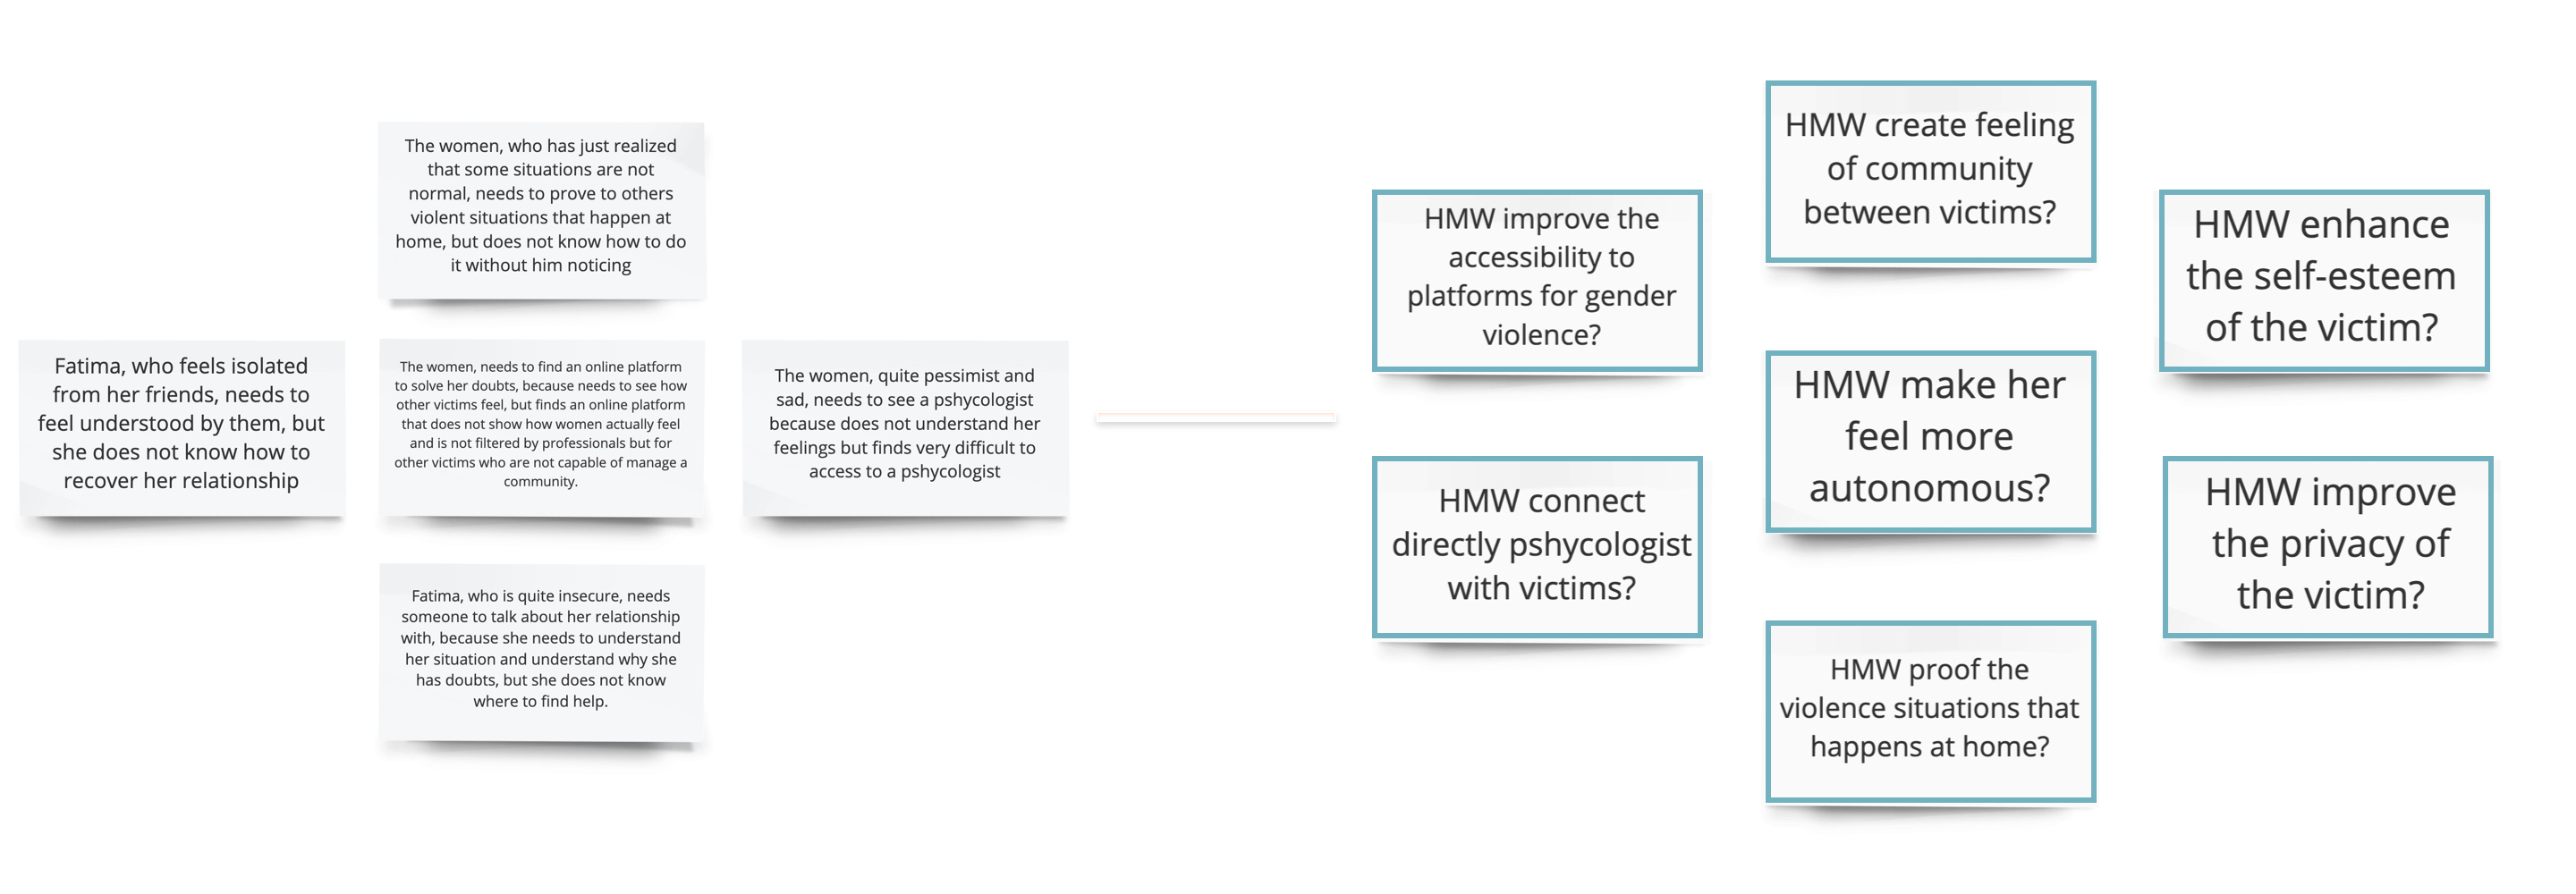 The women, who has just realized
that some situations are not
normal, needs to prove to others
violent situations that happen at
home, but does not know how to do
it without him noticing
Fatima, who feels isolated
from her friends, needs to
feel understood by them, but
she does not know how to
recover her relationship
The women, needs to find an online platform
to solve her doubts, because needs to see how
other victims feel, but finds an online platform
that does not show how women actually feel
and is not filtered by professionals but for
other victims who are not capable of manage a
community.
The women, quite pessimist and
sad, needs to see a pshycologist
because does not understand her
feelings but finds very difficult to
access to a pshycologist
Fatima, who is quite insecure, needs
someone to talk about her relationship
with, because she needs to understand
her situation and understand why she
has doubts, but she does not know
where to find help.
HMW improve the
accessibility to
platforms for gender
violence?
HMW connect
directly pshycologist
with victims?
HMW create feeling
of community
between victims?
HMW make her
feel more
autonomous?
HMW proof the
violence situations that
happens at home?
HMW enhance
the self-esteem
of the victim?
HMW improve
the privacy of
the victim?